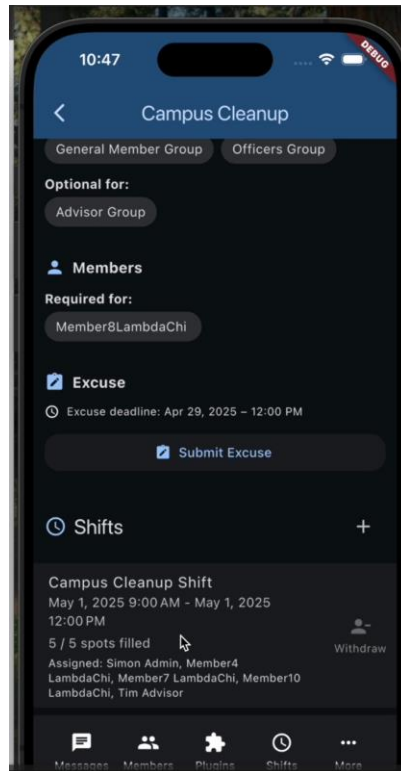 10:47
DEBUG
Campus Cleanup
General Member Group Officers Group
Optional for:
Advisor Group
Members
Required for:
Member8LambdaChi
Excuse
Excuse deadline: Apr 29, 2025 – 12:00 PM
Submit Excuse
Shifts
Campus Cleanup Shift
May 1, 2025 9:00 AM - May 1, 2025
12:00 PM
5 / 5 spots filled
Withdraw
Assigned: Simon Admin, Member4
LambdaChi, Member7 LambdaChi, Member10
LambdaChi, Tim Advisor
Messages Members Plugins Shifts More